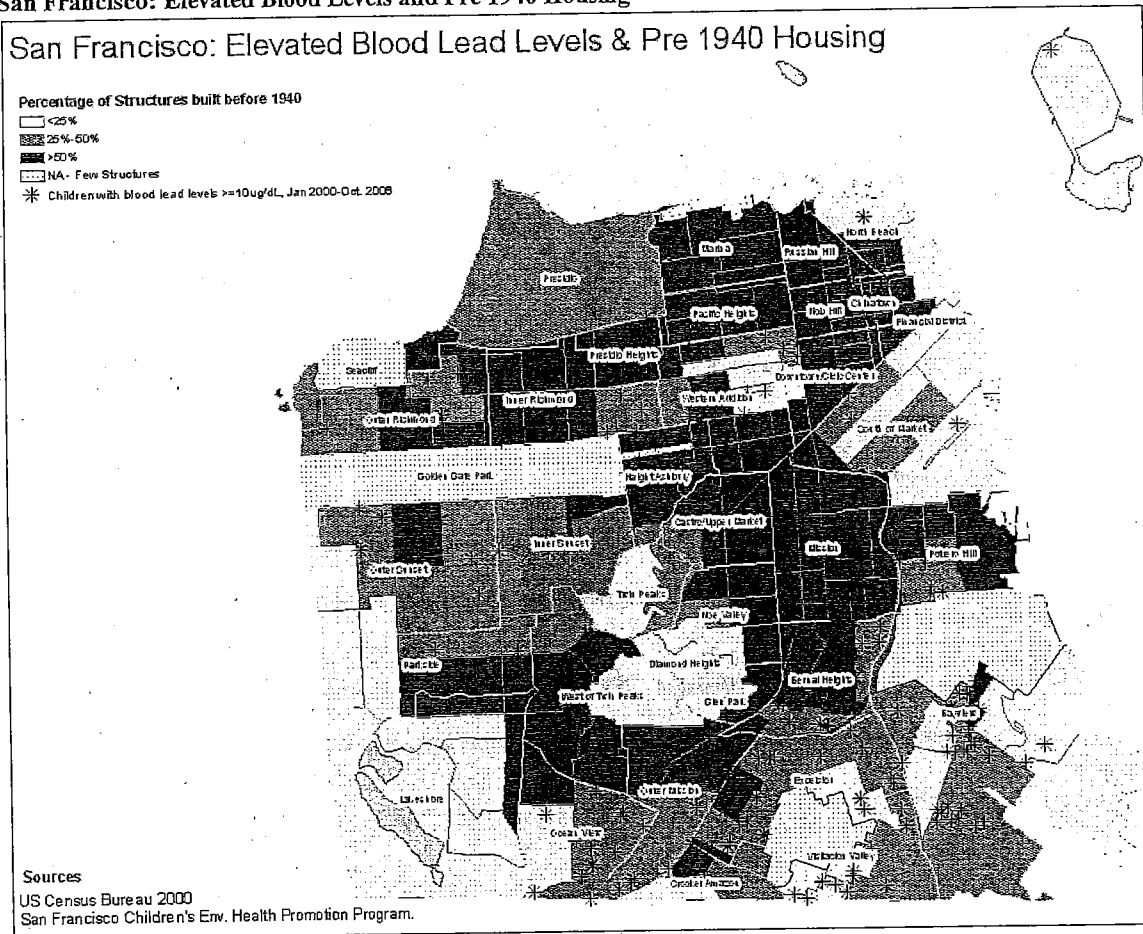 San Francisco: Elevated Blood Levels and Pre 1940 Housing
San Francisco: Elevated Blood Lead Levels & Pre 1940 Housing
Percentage of Structures built before 1940
<25%
25%-50%
>50%
NA- Few Structures
Children with blood lead levels >=10ug/dL, Jan 2000-Oct. 2006
North Beach
Marina
Russian Hill
Presidio
Chinatown
Nob Hill
Pacific Heights
Financial District
Presidio Heights
Seacliff
Downtown/Civic Center
Western Addition
Inner Richmond
Outer Richmond
South of Market
Golden Gate Park
Haight Ashbury
Castro/Upper Market
Inner Sunset
Mission
Potrero Hill
Outer Sunset
Twin Peaks
Noe Valley
Parkside
Diamond Heights
Bernal Heights
West of Twin Peaks
Glen Park
Bayview
Excelsior
Outer Mission
Lakeshore
Ocean View
Visitacion Valley
Crocker Amazon
Sources
US Census Bureau 2000
San Francisco Children's Env. Health Promotion Program.